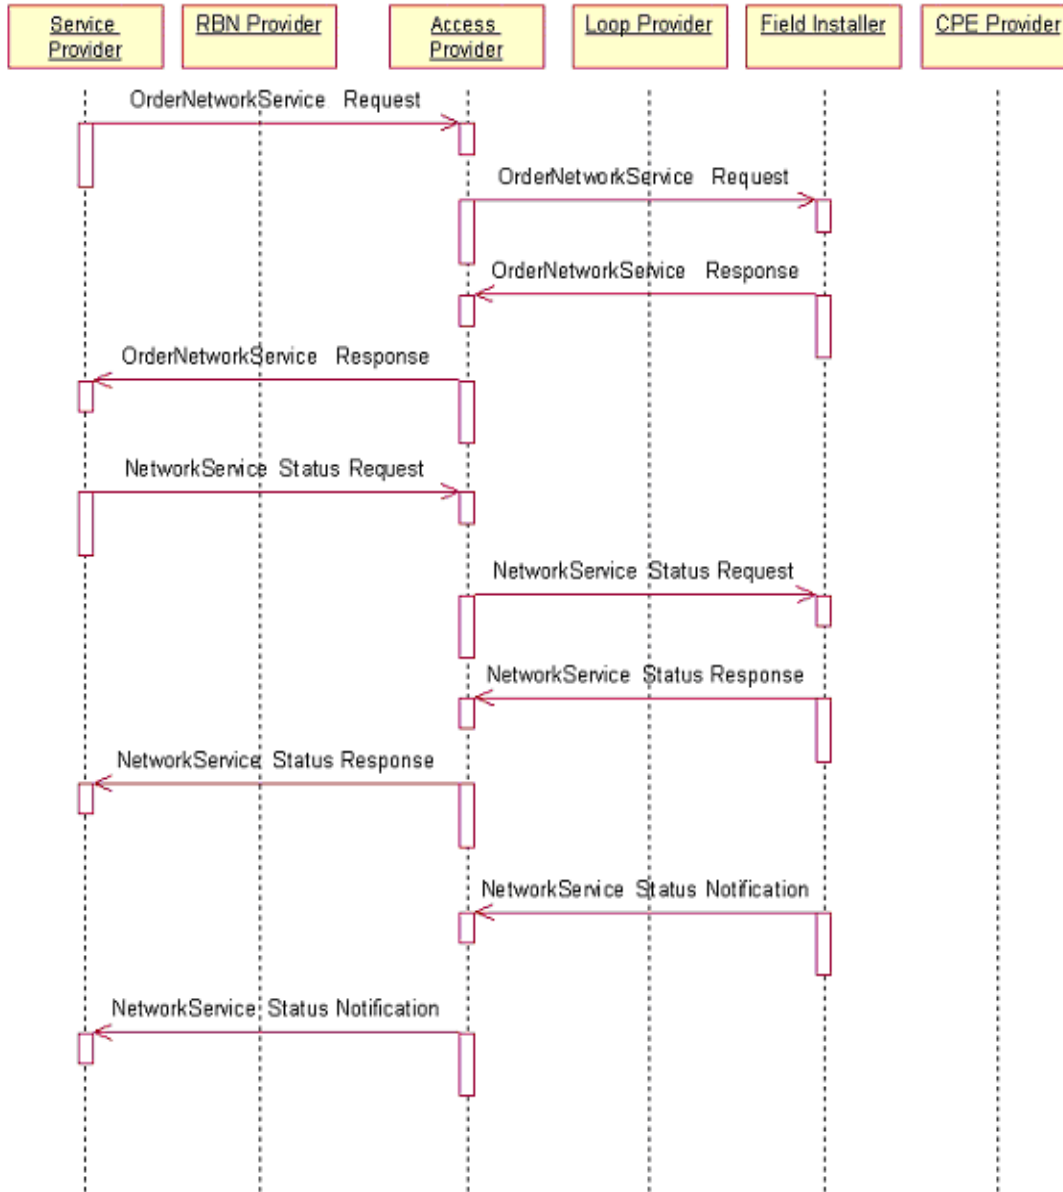 Service
Provider
RBN Provider
Access
Provider
Loop Provider
Field Installer
CPE Provider
OrderNetworkService Request
OrderNetworkService Request
OrderNetworkService Response
OrderNetworkService Response
NetworkService Status Request
NetworkService Status Request
NetworkService Status Response
NetworkService Status Response
NetworkService Status Notification
NetworkService Status Notification